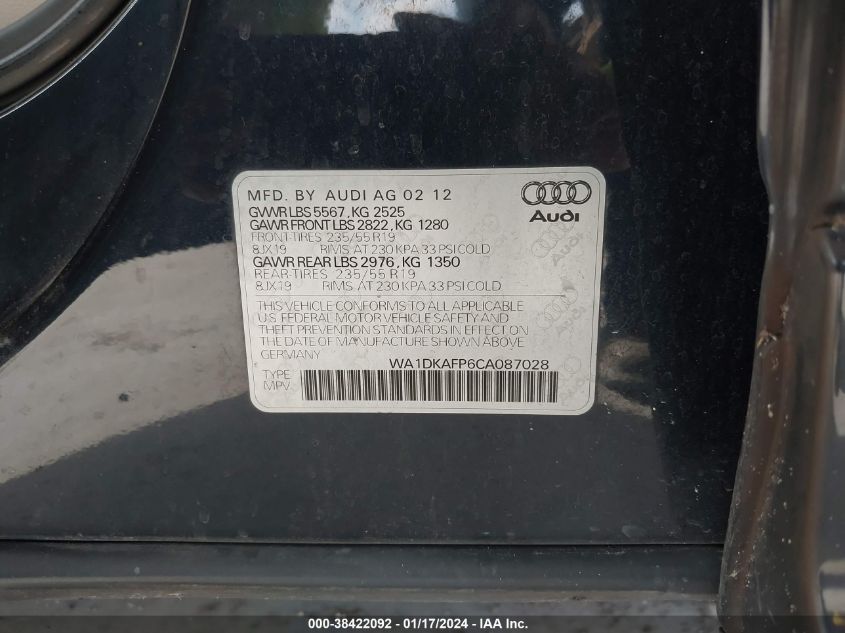 MFD. BY AUDI AG 02 12
GVWR LBS 5567, KG 2525
GAWR FRONT LBS 2822, KG 1280
FRONT-TIRES 235/55 R19
8JX19 RIMS, AT 230 KPA 33 PSI COLD
GAWR REAR LBS 2976, KG 1350
REAR-TIRES 235/55 R19
8JX19 RIMS, AT 230 KPA 33 PSI COLD
Audi
THIS VEHICLE CONFORMS TO ALL APPLICABLE
U.S. FEDERAL MOTOR VEHICLE SAFETY AND
THEFT PREVENTION STANDARDS IN EFFECT ON
THE DATE OF MANUFACTURE SHOWN ABOVE
GERMANY WA1DKAFP6CA087028
TYPE
MPV
000-38422092 - 01/17/2024 - IAA Inc.